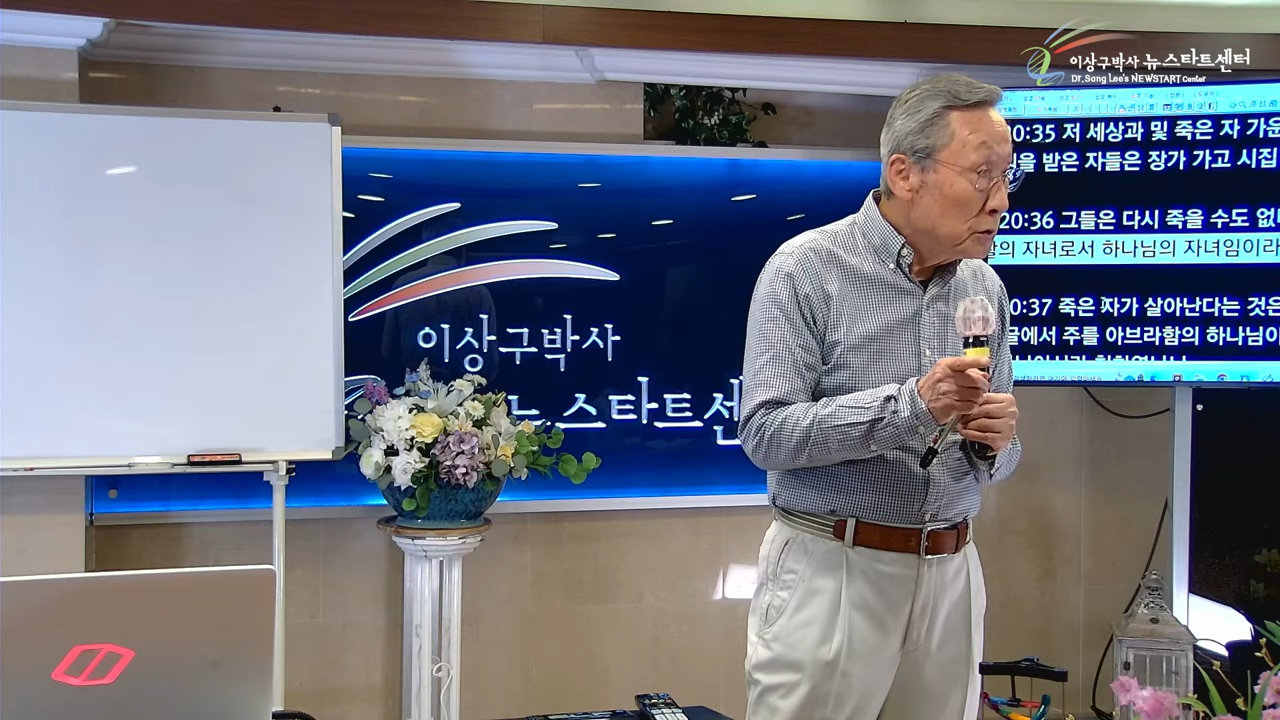 이상구박사 뉴스타트센터
Dr. Sang Lee's NEWSTART Center
20:35 저 세상과 및 죽은 자 가운
을 받은 자들은 장가 가고 시집
20:36 그들은 다시 죽을 수도 없
의 자녀로서 하나님의 자녀임이라
0:37 죽은 자가 살아난다는 것은
글에서 주를 아브라함의 하나님이
이상구박사
뉴스타트센